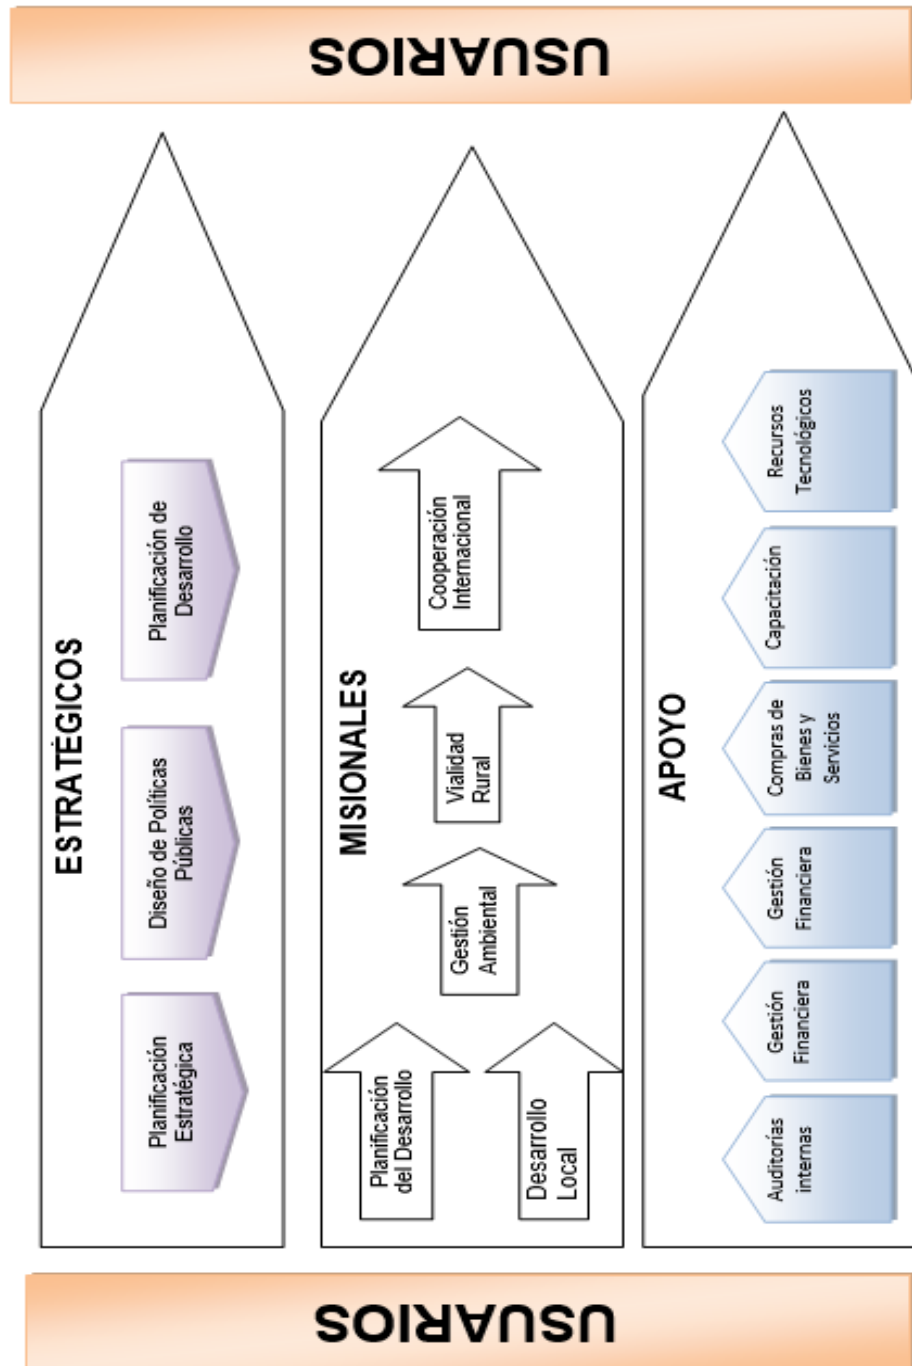 USUARIOS
ESTRATÉGICOS
Planificación
Estratégica
Diseño de Políticas
Públicas
Planificación de
Desarrollo
MISIONALES
Planificación
del Desarrollo
Desarrollo
Local
Gestión
Ambiental
Vialidad
Rural
Cooperación
Internacional
APOYO
Auditorías
internas
Gestión
Financiera
Gestión
Financiera
Compras de
Bienes y
Servicios
Capacitación
Recursos
Tecnológicos
USUARIOS